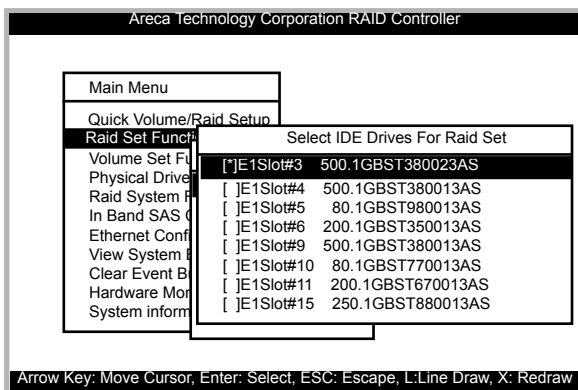 Areca Technology Corporation RAID Controller
Main Menu
Quick Volume/Raid Setup
Raid Set Functi
Volume Set Fu
Physical Drive
Raid System
In Band SAS
Ethernet Confi
View System
Clear Event B
Hardware Mor
System inform
Select IDE Drives For Raid Set
[*]E1Slot#3 500.1GBST380023AS
[ ]E1Slot#4 500.1GBST380013AS
[ ]E1Slot#5 80.1GBST980013AS
[ ]E1Slot#6 200.1GBST350013AS
[ ]E1Slot#9 500.1GBST380013AS
[ ]E1Slot#10 80.1GBST770013AS
[ ]E1Slot#11 200.1GBST670013AS
[ ]E1Slot#15 250.1GBST880013AS
Arrow Key: Move Cursor, Enter: Select, ESC: Escape, L:Line Draw, X: Redraw